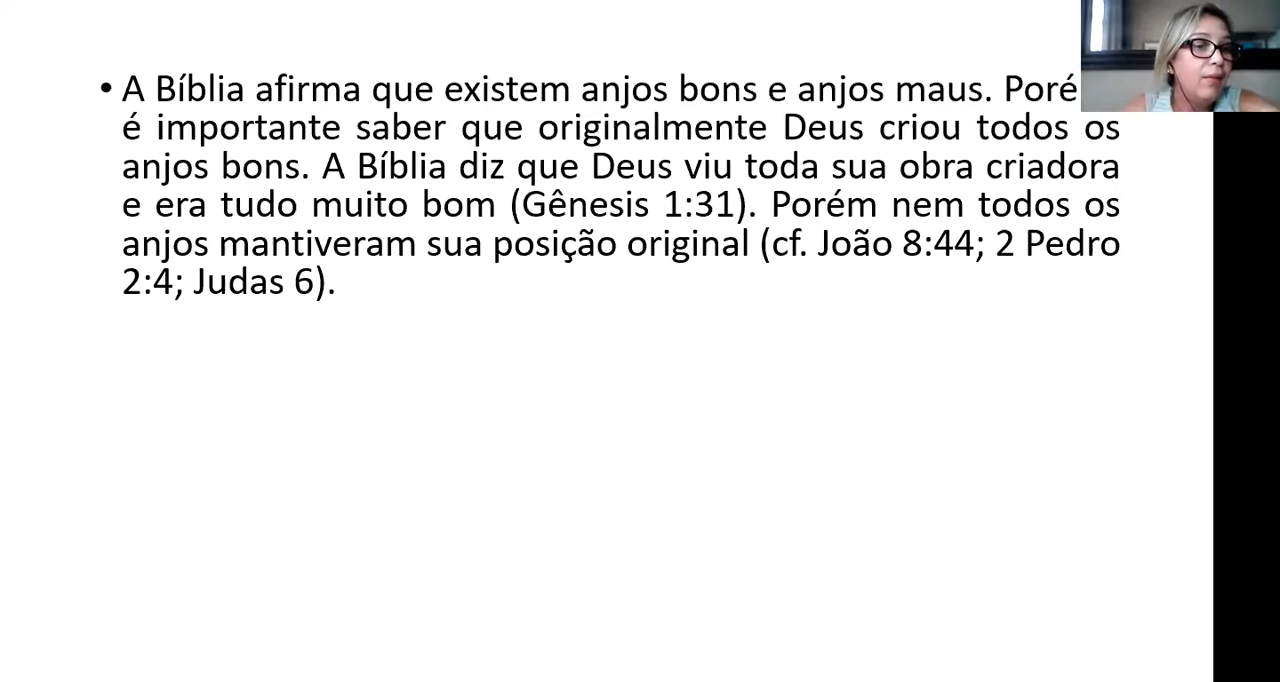 • A Bíblia afirma que existem anjos bons e anjos maus. Poré
é importante saber que originalmente Deus criou todos os
anjos bons. A Bíblia diz que Deus viu toda sua obra criadora
e era tudo muito bom (Gênesis 1:31). Porém nem todos os
anjos mantiveram sua posição original (cf. João 8:44; 2 Pedro
2:4; Judas 6).